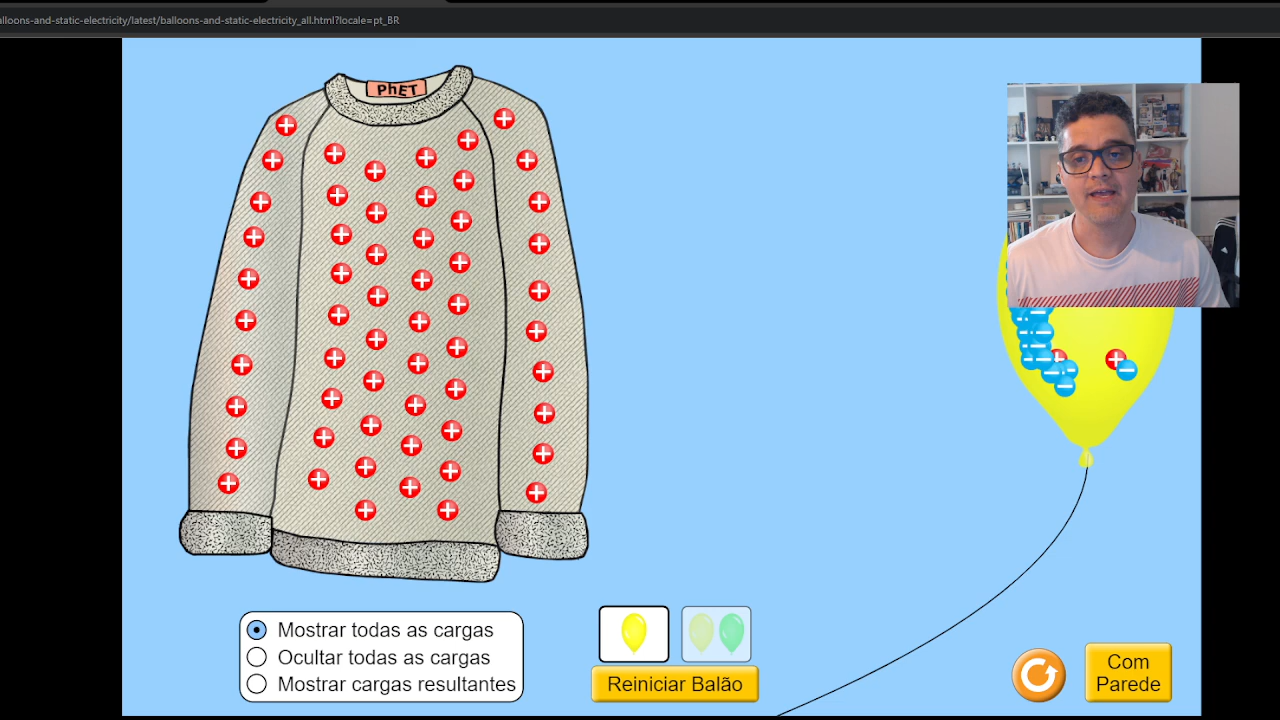 alloons-and-static-electricity/latest/balloons-and-static-electricity_all.html?locale=pt_BR
PhET
Mostrar todas as cargas
Ocultar todas as cargas
Mostrar cargas resultantes
Reiniciar Balão
Com
Parede